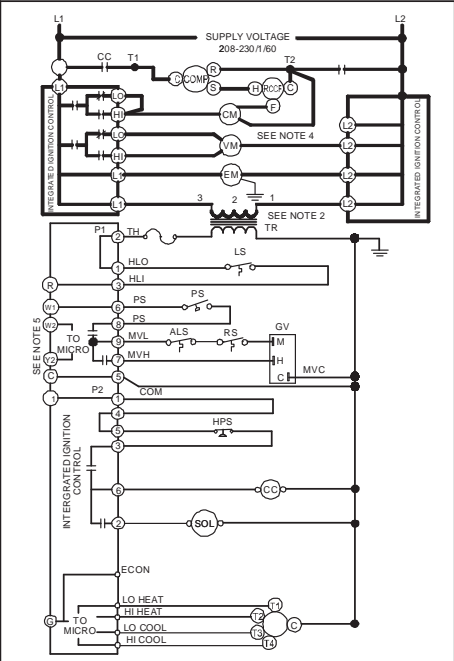 L1 L2
SUPPLY VOLTAGE
208-230/1/60
CC T1 T2
C COMP R
S H RCCF C
L1
LO
HI CM F
L2
LO SEE NOTE 4
HI VM L2
L1 EM L2
L1 3 2 1 L2
INTEGRATED IGNITION CONTROL
INTEGRATED IGNITION CONTROL
SEE NOTE 2
TR
P1 2 TH
LS
1 HLO
R 3 HLI
PS
W1 6 PS
W2 8 PS
TO
MICRO
9 MVL ALS RS GV
M
Y2 7 MVH H
C 5 C MVC
SEE NOTE 5
1 P2 1 COM
4
5 HPS
3
INTERGRATED IGNITION
CONTROL
6 CC
2 SOL
ECON
LO HEAT T1
G TO
MICRO
HI HEAT T2
LO COOL T3 C
HI COOL T4